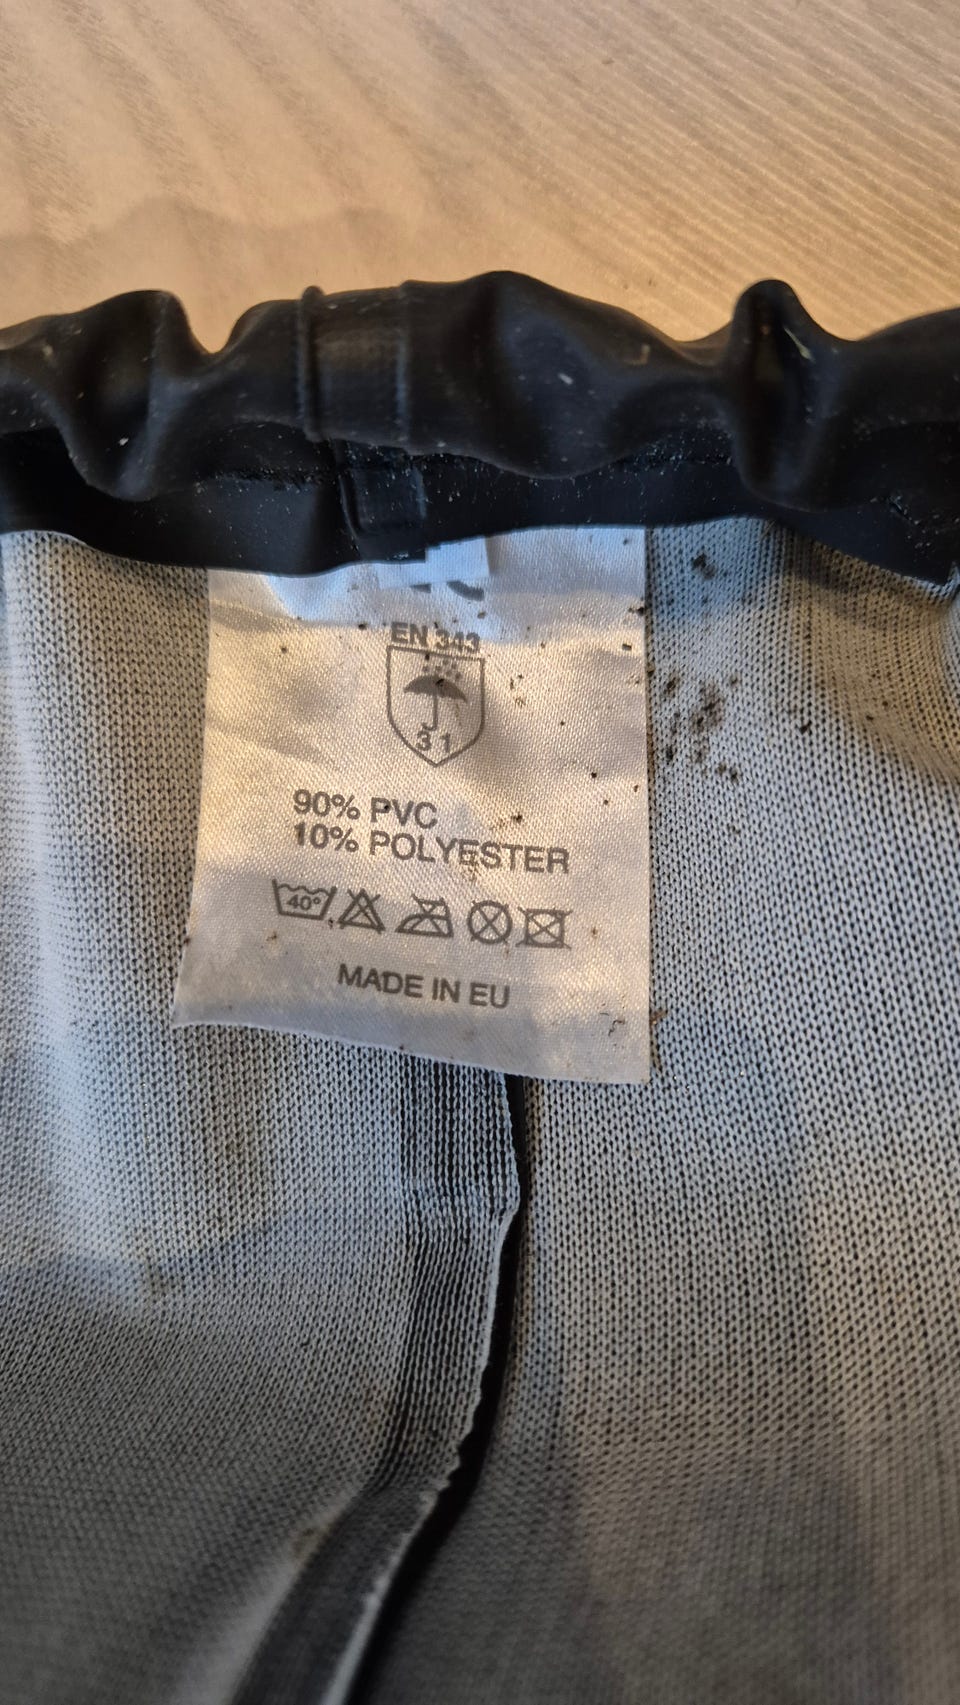 EN 343
3 1
90% PVC
10% POLYESTER
40°
MADE IN EU